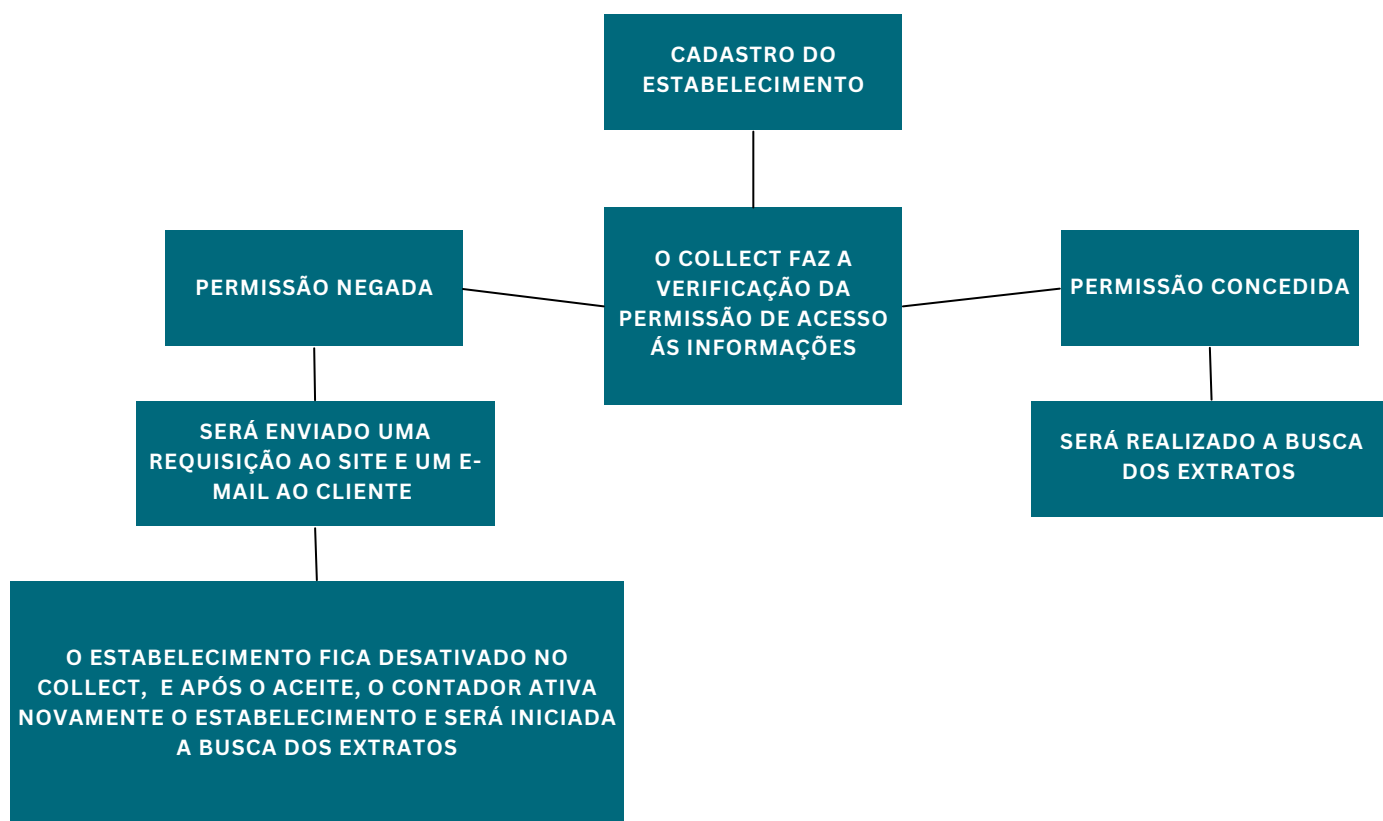 CADASTRO DO
ESTABELECIMENTO
O COLLECT FAZ A
VERIFICAÇÃO DA
PERMISSÃO DE ACESSO
ÁS INFORMAÇÕES
PERMISSÃO NEGADA
PERMISSÃO CONCEDIDA
SERÁ ENVIADO UMA
REQUISIÇÃO AO SITE E UM E-
MAIL AO CLIENTE
SERÁ REALIZADO A BUSCA
DOS EXTRATOS
O ESTABELECIMENTO FICA DESATIVADO NO
COLLECT, E APÓS O ACEITE, O CONTADOR ATIVA
NOVAMENTE O ESTABELECIMENTO E SERÁ INICIADA
A BUSCA DOS EXTRATOS